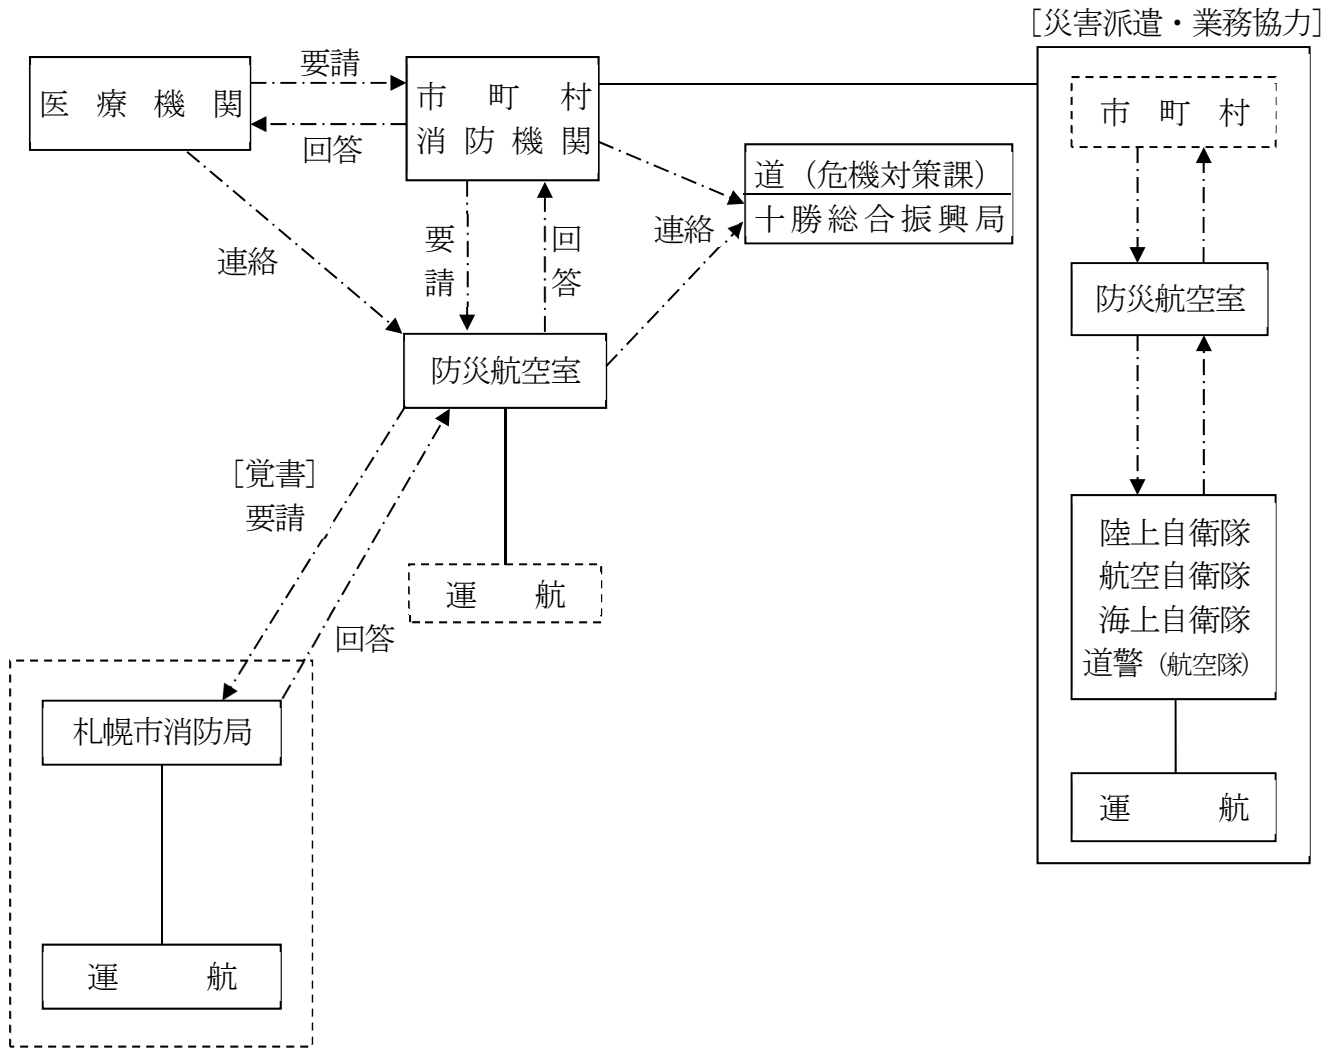 ［災害派遣・業務協力］
医療機関
要請
回答
市町村
消防機関
道（危機対策課）
十勝総合振興局
連絡
要請
回答
連絡
防災航空室
［覚書］
要請
回答
運航
札幌市消防局
運航
市町村
防災航空室
陸上自衛隊
航空自衛隊
海上自衛隊
道警（航空隊）
運航